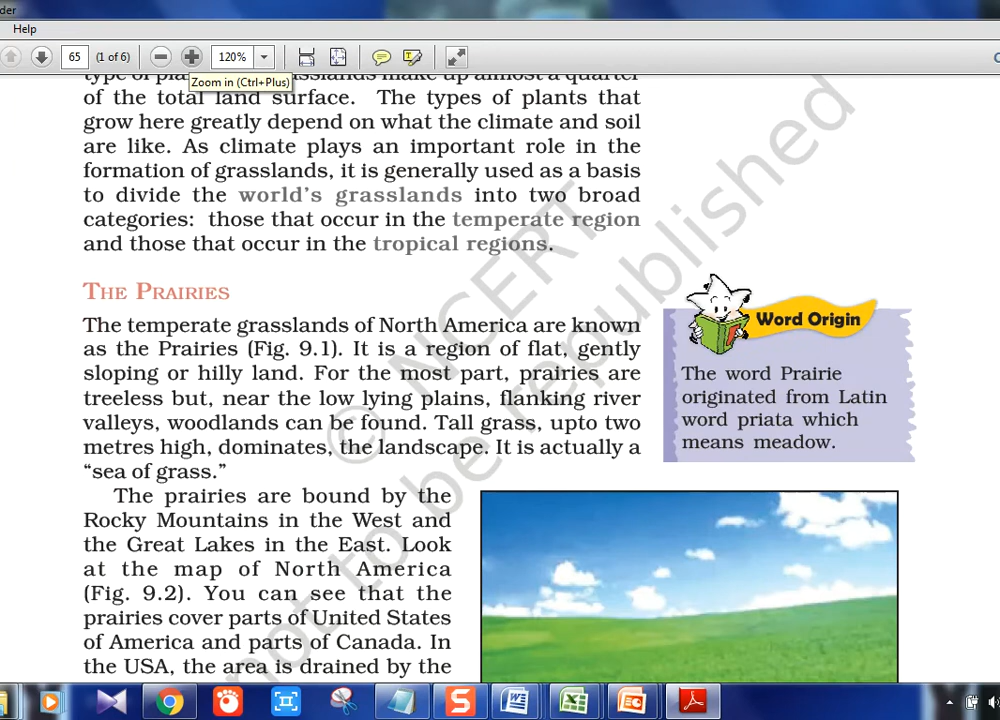 der
Help
65 (1 of 6) 120%
Zoom in (Ctrl+Plus)
type of
of the total land surface. The types of plants that
grow here greatly depend on what the climate and soil
are like. As climate plays an important role in the
formation of grasslands, it is generally used as a basis
to divide the world's grasslands into two broad
categories: those that occur in the temperate region
and those that occur in the tropical regions.
THE PRAIRIES
The temperate grasslands of North America are known
as the Prairies (Fig. 9.1). It is a region of flat, gently
sloping or hilly land. For the most part, prairies are
treeless but, near the low lying plains, flanking river
valleys, woodlands can be found. Tall grass, upto two
metres high, dominates, the landscape. It is actually a
“sea of grass.”
Word Origin
The word Prairie
originated from Latin
word priata which
means meadow.
The prairies are bound by the
Rocky Mountains in the West and
the Great Lakes in the East. Look
at the map of North America
(Fig. 9.2). You can see that the
prairies cover parts of United States
of America and parts of Canada. In
the USA, the area is drained by the
© NCERT
not to be republished